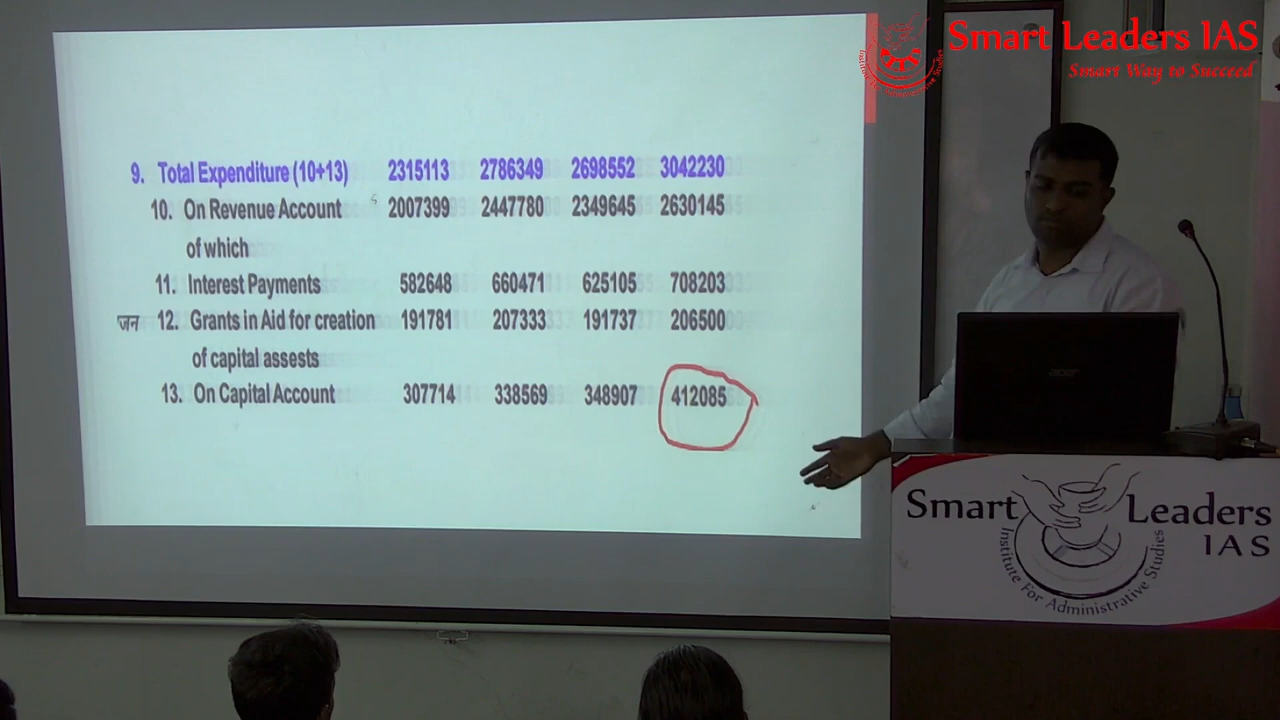 Smart Leaders IAS
Smart Way to Succeed
9. Total Expenditure (10+13) 2315113 2786349 2698552 3042230
10. On Revenue Account 2007399 2447780 2349645 2630145
of which
11. Interest Payments 582648 660471 625105 708203
जन 12. Grants in Aid for creation 191781 207333 191737 206500
of capital assests
13. On Capital Account 307714 338569 348907 412085
acer
Smart Leaders
IAS
Institute For Administrative Studies